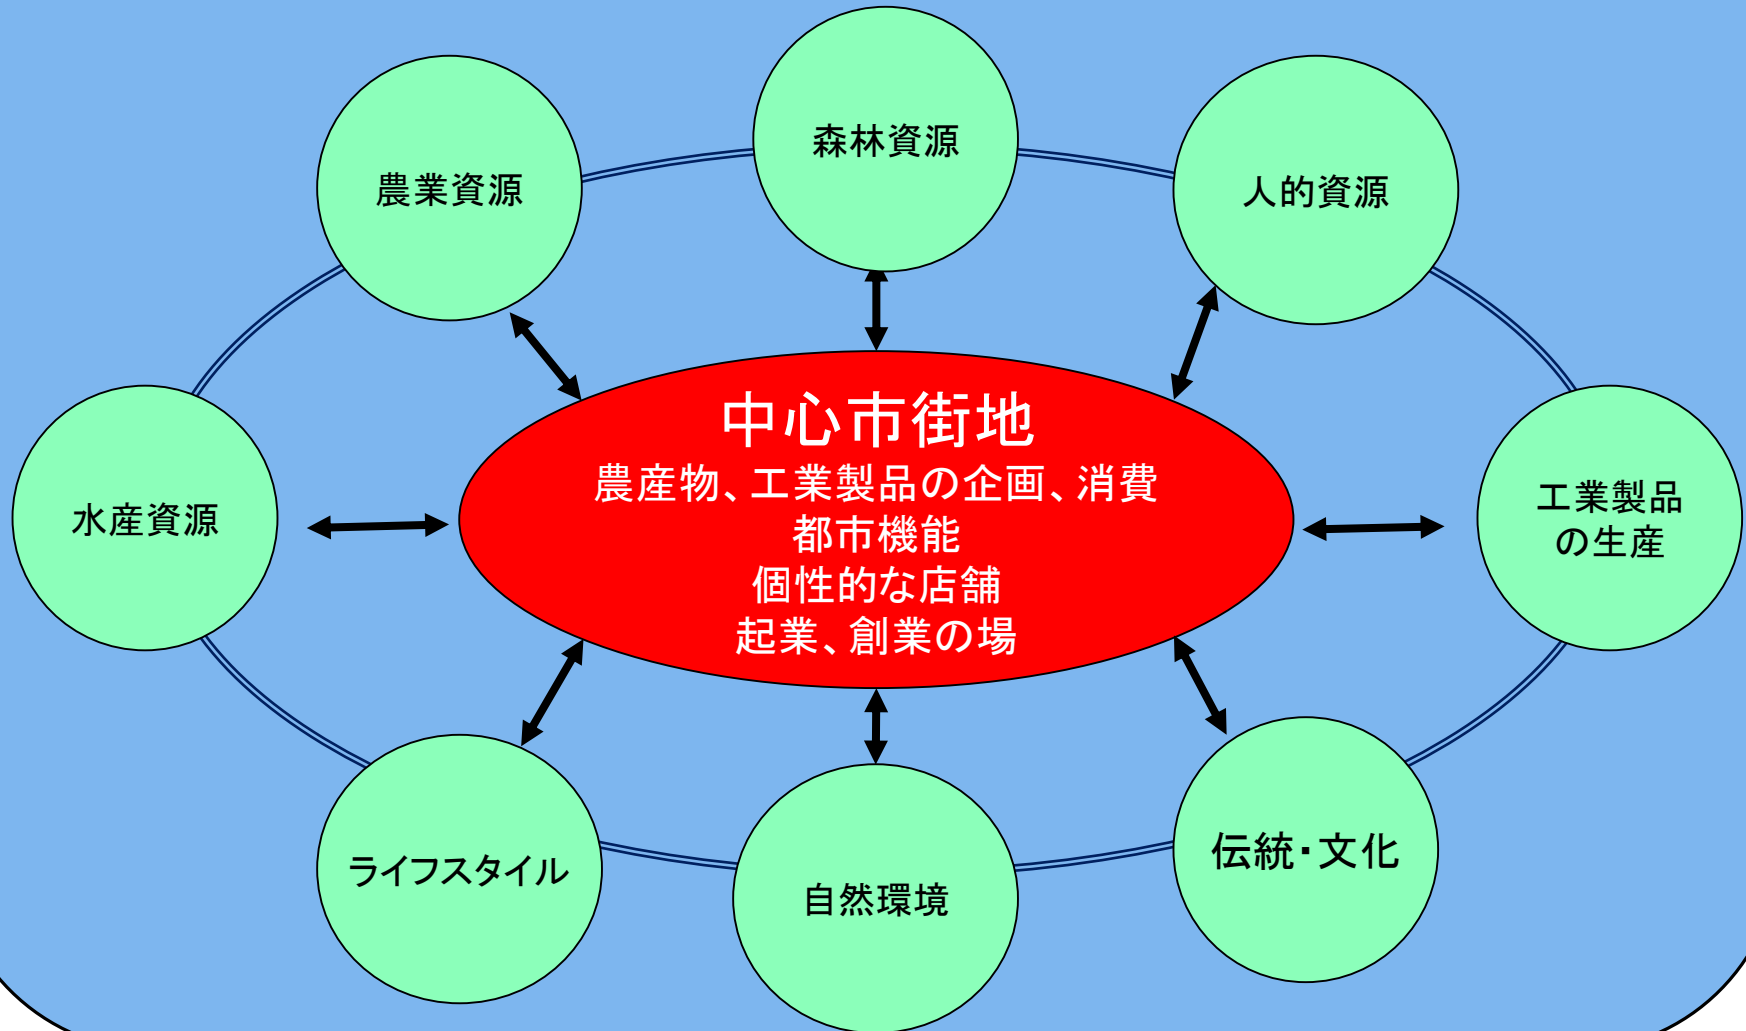 森林資源
農業資源
人的資源
中心市街地
農産物、工業製品の企画、消費
都市機能
個性的な店舗
起業、創業の場
水産資源
工業製品
の生産
ライフスタイル
自然環境
伝統・文化